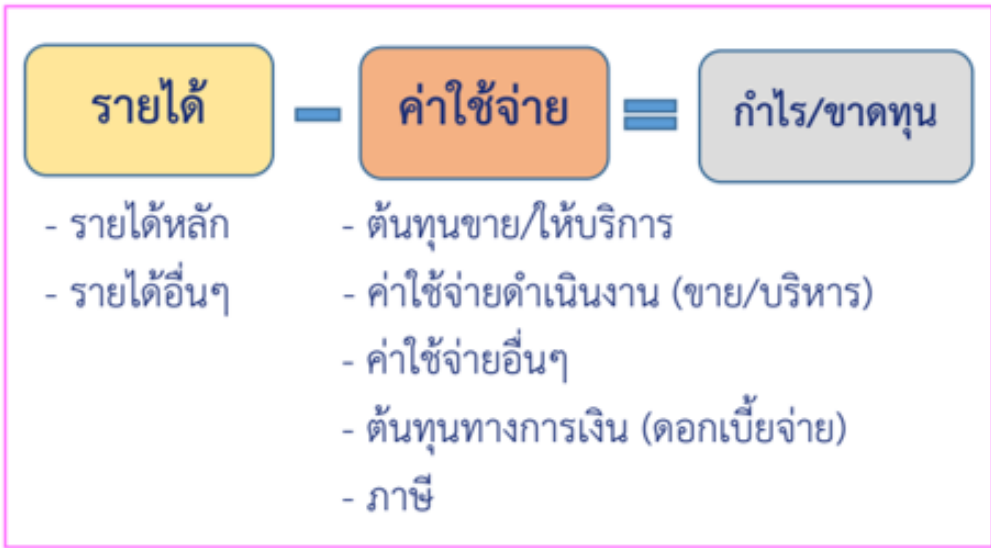 รายได้ - ค่าใช้จ่าย = กำไร/ขาดทุน
- รายได้หลัก
- รายได้อื่นๆ
- ต้นทุนขาย/ให้บริการ
- ค่าใช้จ่ายดำเนินงาน (ขาย/บริหาร)
- ค่าใช้จ่ายอื่นๆ
- ต้นทุนทางการเงิน (ดอกเบี้ยจ่าย)
- ภาษี